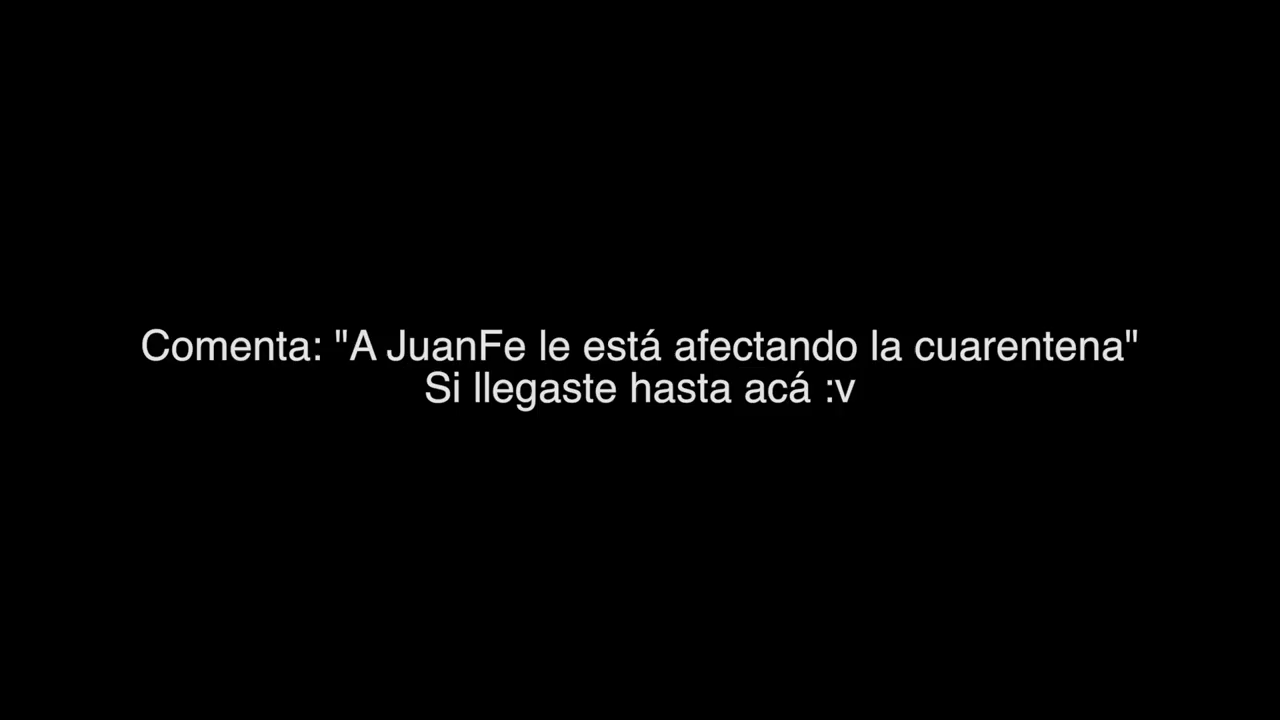 Comenta: "A JuanFe le está afectando la cuarentena"
Si llegaste hasta acá :v